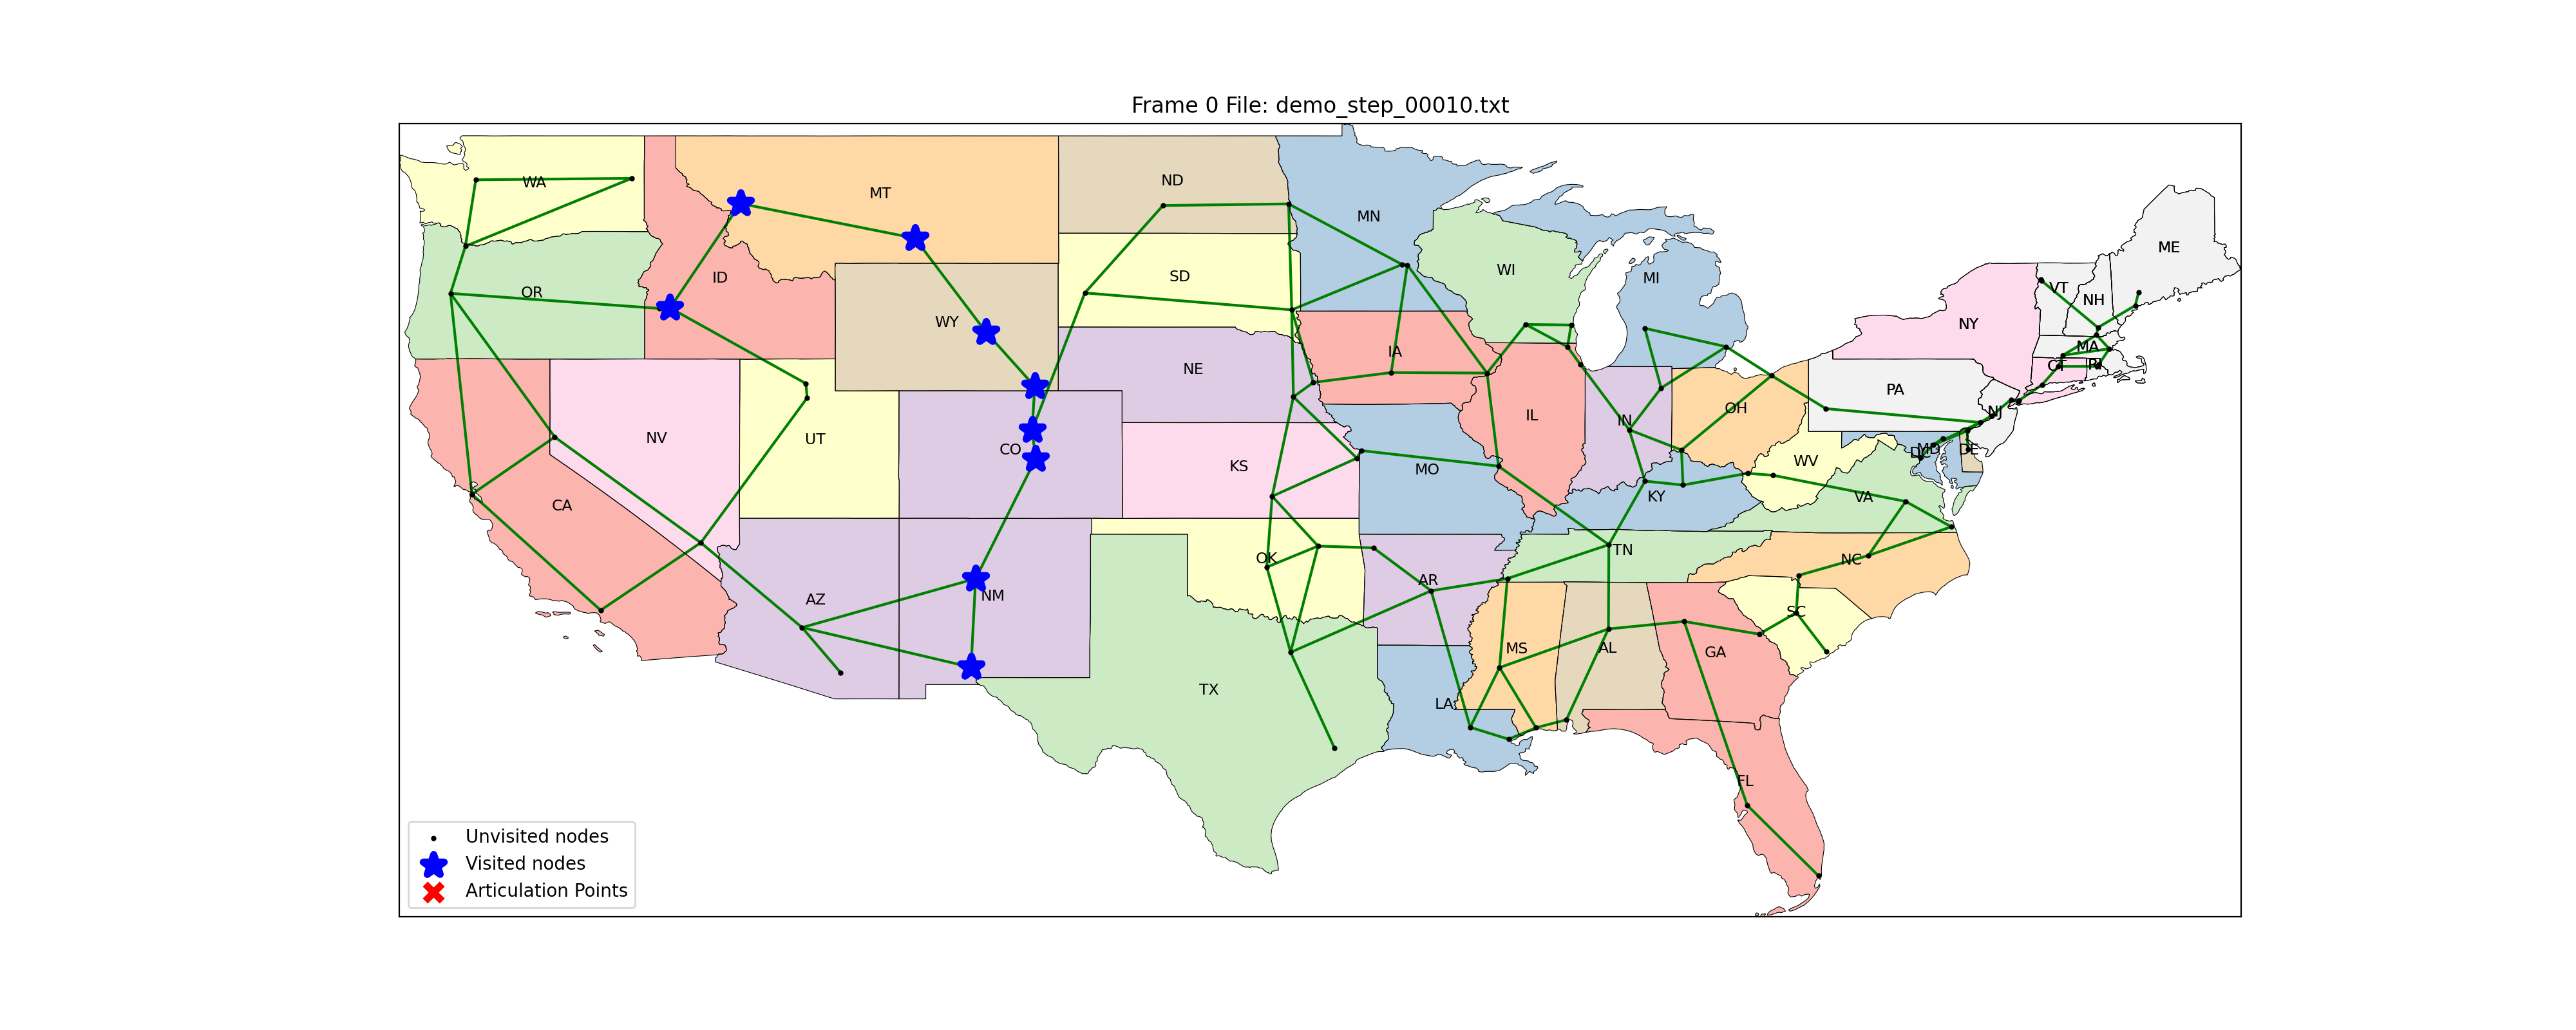 Frame 0 File: demo_step_00010.txt
WA
MT
ND
MN
ME
OR
ID
SD
WI
MI
VT
NH
WY
NY
MA
IA
CT
RI
NE
PA
NV
UT
CO
KS
MO
IL
IN
OH
NJ
CA
WV
MD
DC
DE
KY
VA
OK
AR
TN
NC
AZ
NM
SC
TX
LA
MS
AL
GA
FL
Unvisited nodes
Visited nodes
Articulation Points